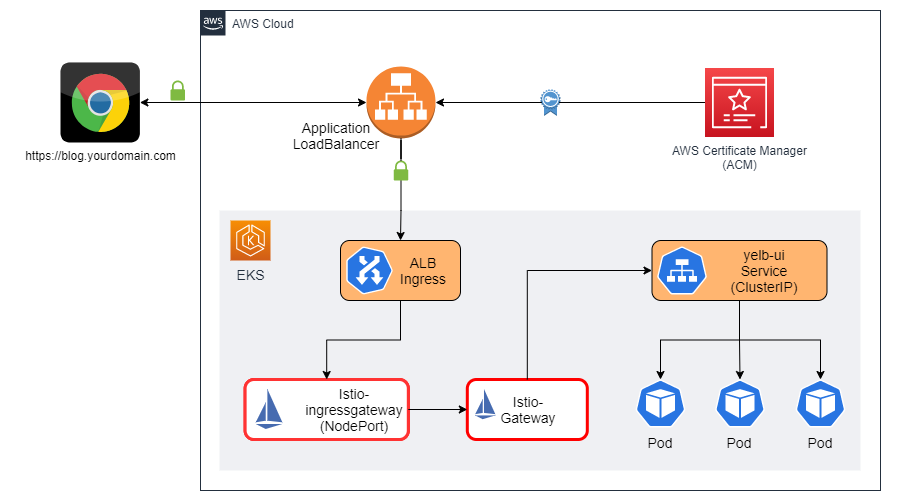 aws
AWS Cloud
https://blog.yourdomain.com
Application
LoadBalancer
AWS Certificate Manager
(ACM)
K
EKS
ALB
Ingress
yelb-ui
Service
(ClusterIP)
Istio-
ingressgateway
(NodePort)
Istio-
Gateway
Pod
Pod
Pod